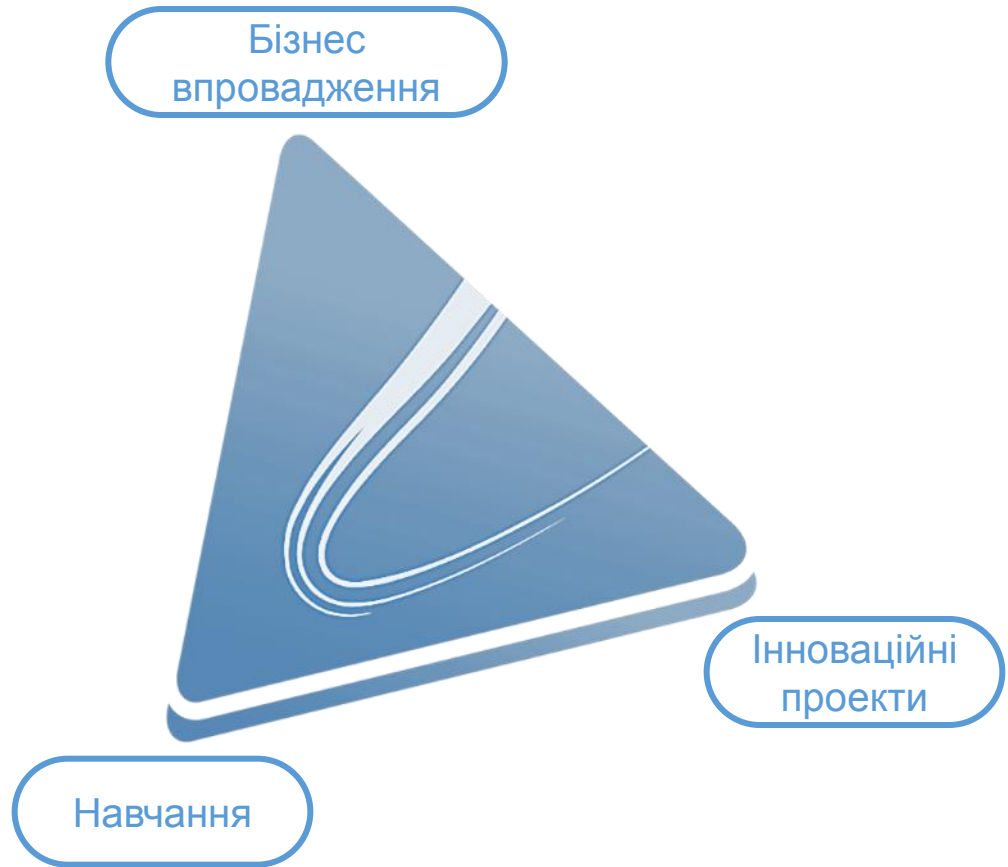 Бізнес
впровадження
Інноваційні
проекти
Навчання